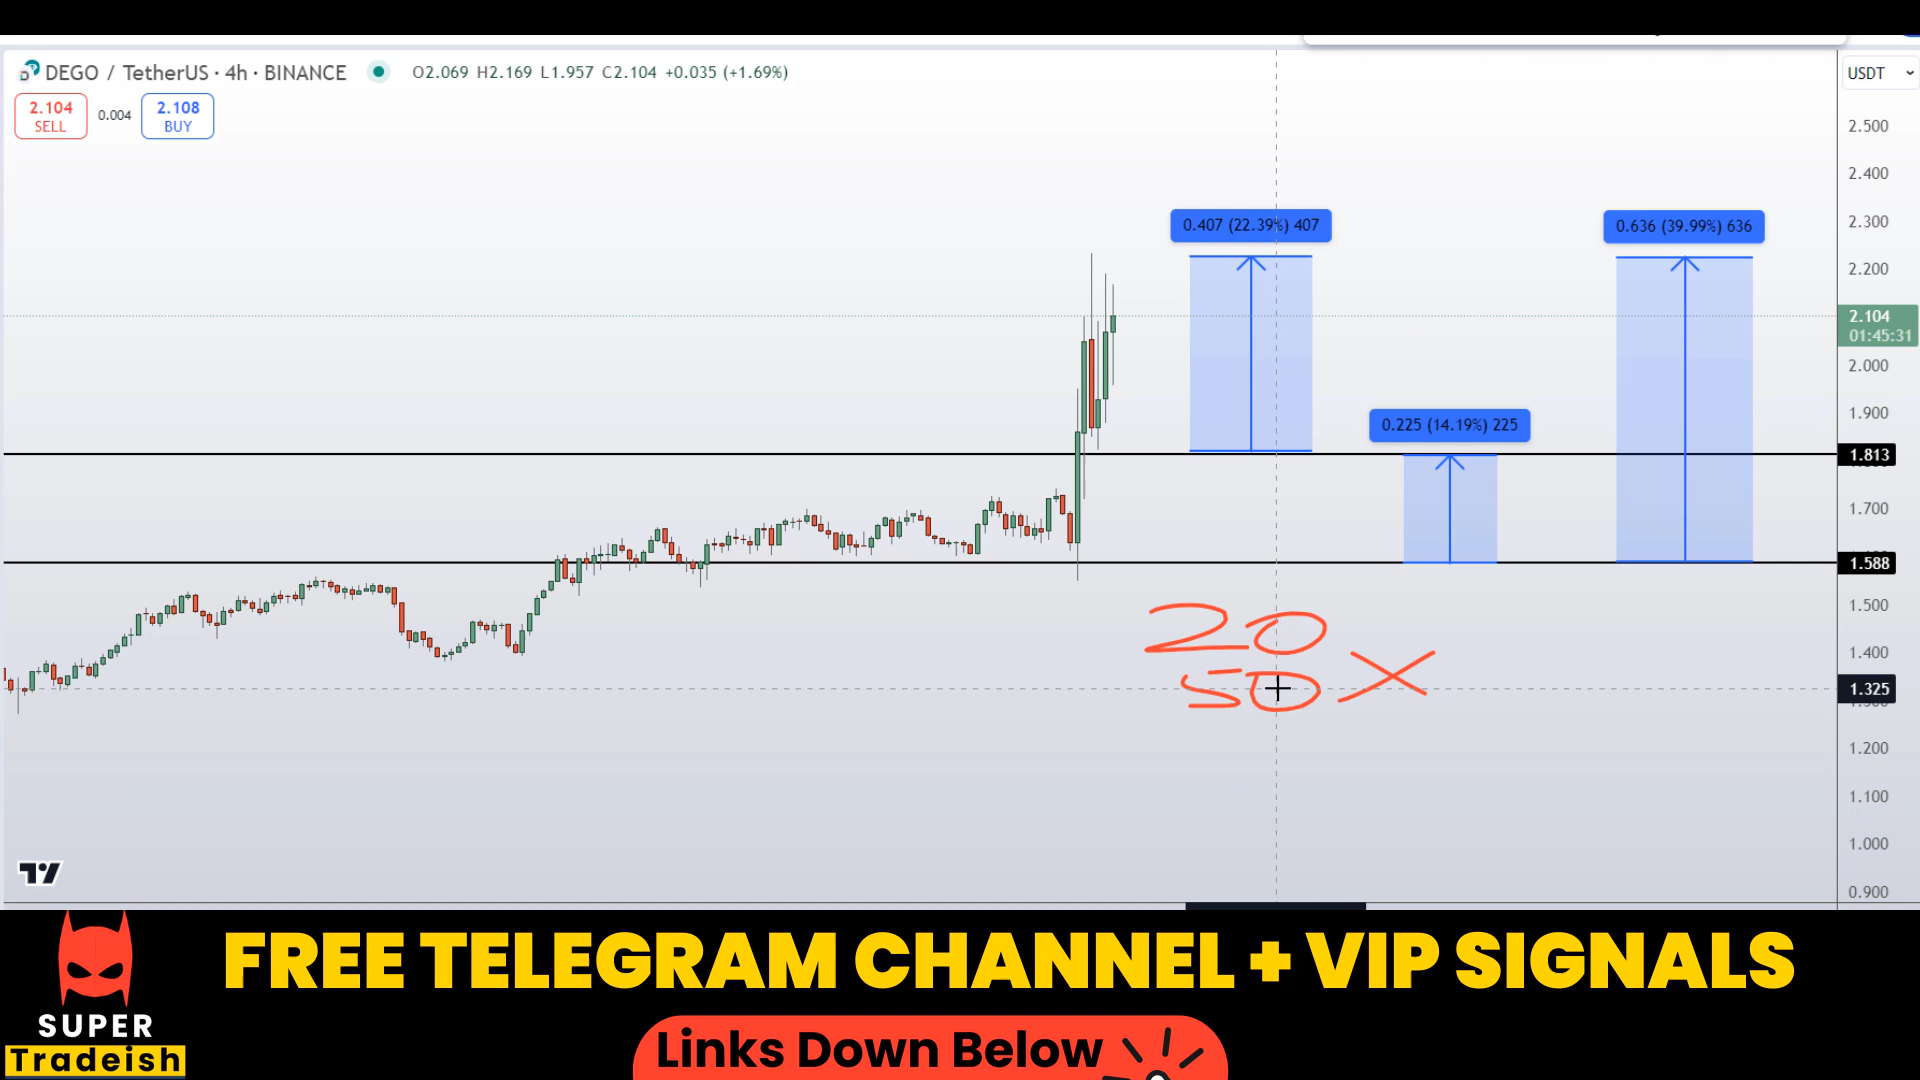 DEGO / TetherUS · 4h · BINANCE O2.069 H2.169 L1.957 C2.104 +0.035 (+1.69%)
USDT
2.104
SELL
0.004
2.108
BUY
2.500
2.400
2.300
2.200
2.104
01:45:31
2.000
1.900
1.813
1.700
1.588
1.500
1.400
1.325
1.200
1.100
1.000
0.900
0.407 (22.39%) 407
0.636 (39.99%) 636
0.225 (14.19%) 225
20
50 X
FREE TELEGRAM CHANNEL + VIP SIGNALS
SUPER
Tradeish
Links Down Below